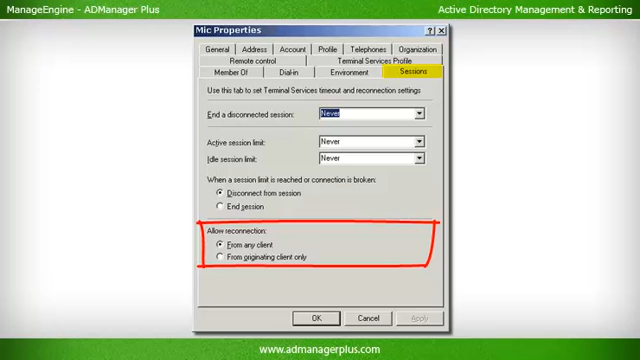 ManageEngine - ADManager Plus
Active Directory Management & Reporting
Mic Properties
General
Address
Account
Profile
Telephones
Organization
Remote control
Terminal Services Profile
Member Of
Dial-in
Environment
Sessions
Use this tab to set Terminal Services timeout and reconnection settings
End a disconnected session:
Never
Active session limit:
Never
Idle session limit:
Never
When a session limit is reached or connection is broken:
Disconnect from session
End session
Allow reconnection:
From any client
From originating client only
OK
Cancel
Apply
www.admanagerplus.com